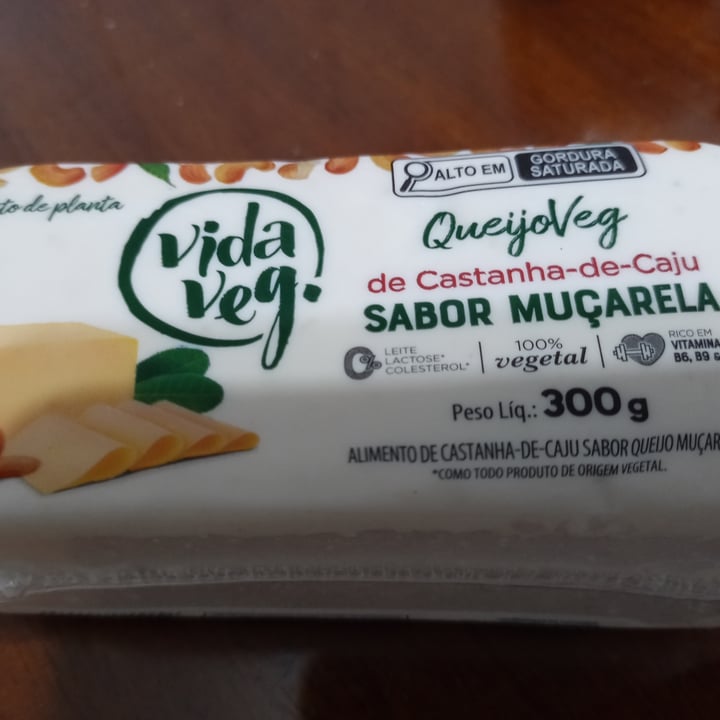 to de planta
vida
veg.
ALTO EM
GORDURA
SATURADA
QueijoVeg
de Castanha-de-Caju
SABOR MUÇARELA
0%
LEITE
LACTOSE*
COLESTEROL*
100%
vegetal
RICO EM
VITAMINA
B6, B9 &
Peso Líq.: 300g
ALIMENTO DE CASTANHA-DE-CAJU SABOR QUEIJO MUÇAR
*COMO TODO PRODUTO DE ORIGEM VEGETAL.